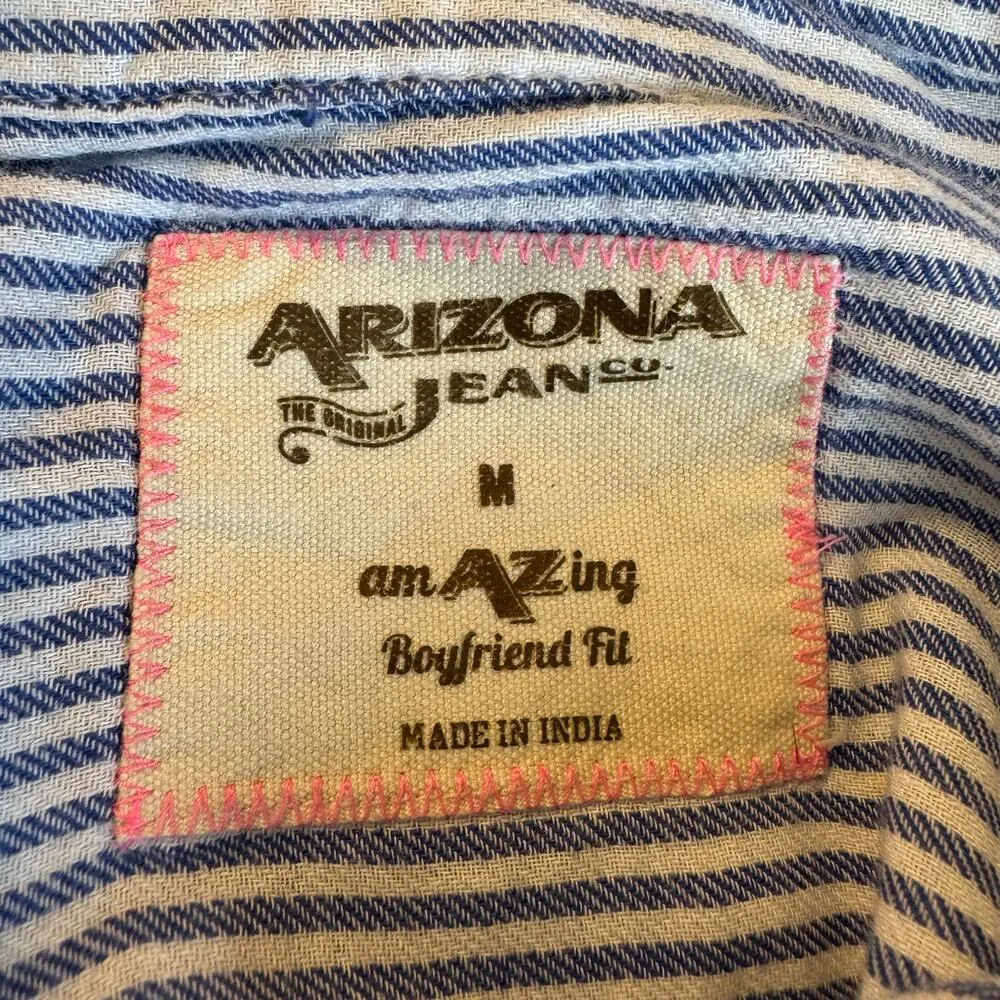 ARIZONA
JEAN CO.
THE ORIGINAL
M
amAZing
Boyfriend Fit
MADE IN INDIA